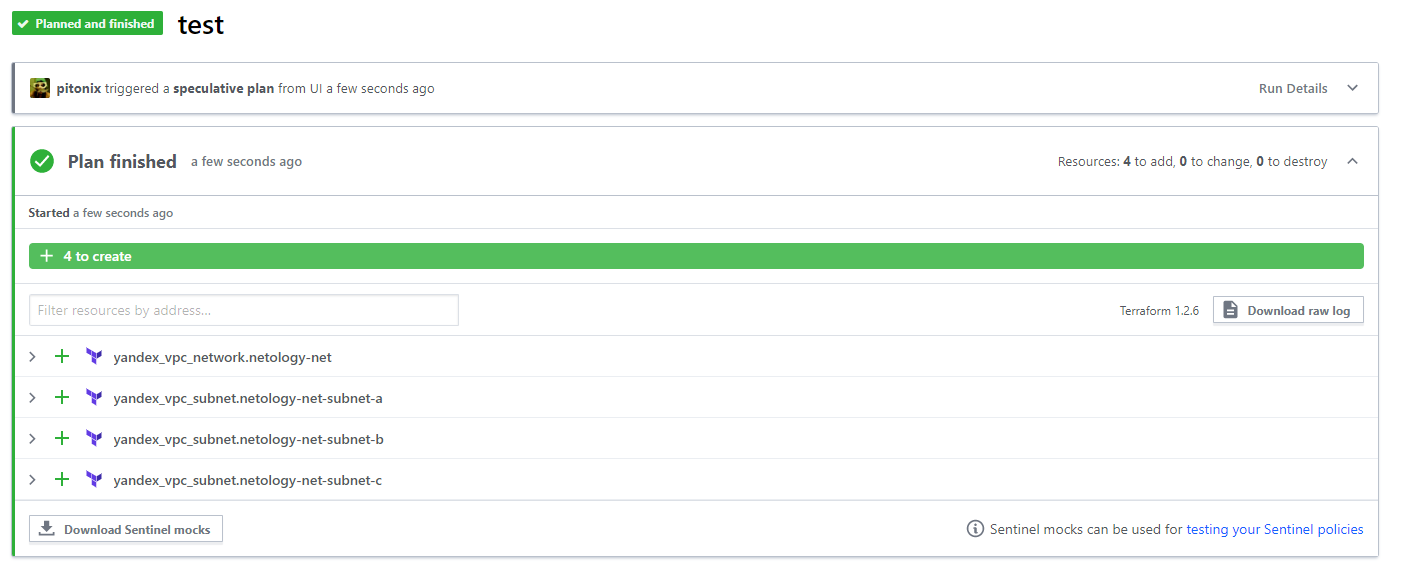 Planned and finished test
pitonix triggered a speculative plan from UI a few seconds ago Run Details
Plan finished a few seconds ago Resources: 4 to add, 0 to change, 0 to destroy
Started a few seconds ago
4 to create
Filter resources by address... Terraform 1.2.6 Download raw log
yandex_vpc_network.netology-net
yandex_vpc_subnet.netology-net-subnet-a
yandex_vpc_subnet.netology-net-subnet-b
yandex_vpc_subnet.netology-net-subnet-c
Download Sentinel mocks Sentinel mocks can be used for testing your Sentinel policies